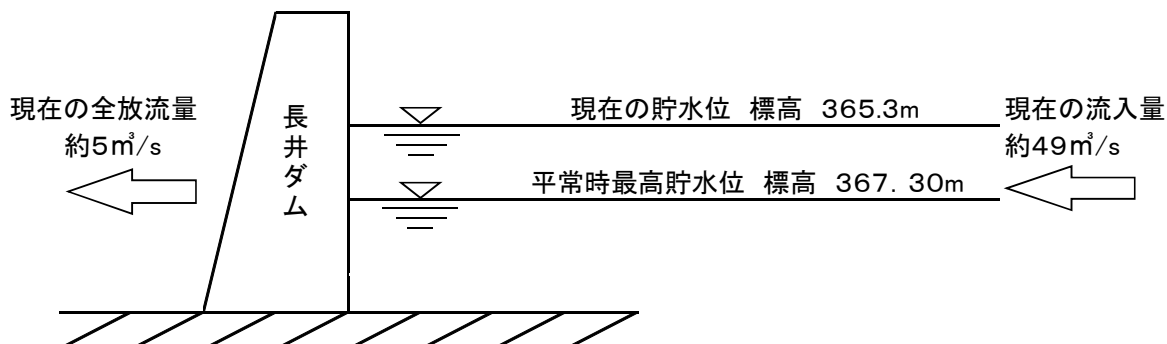 現在の全放流量
約5㎥/s
長井ダム
現在の貯水位 標高 365.3m
平常時最高貯水位 標高 367.30m
現在の流入量
約49㎥/s